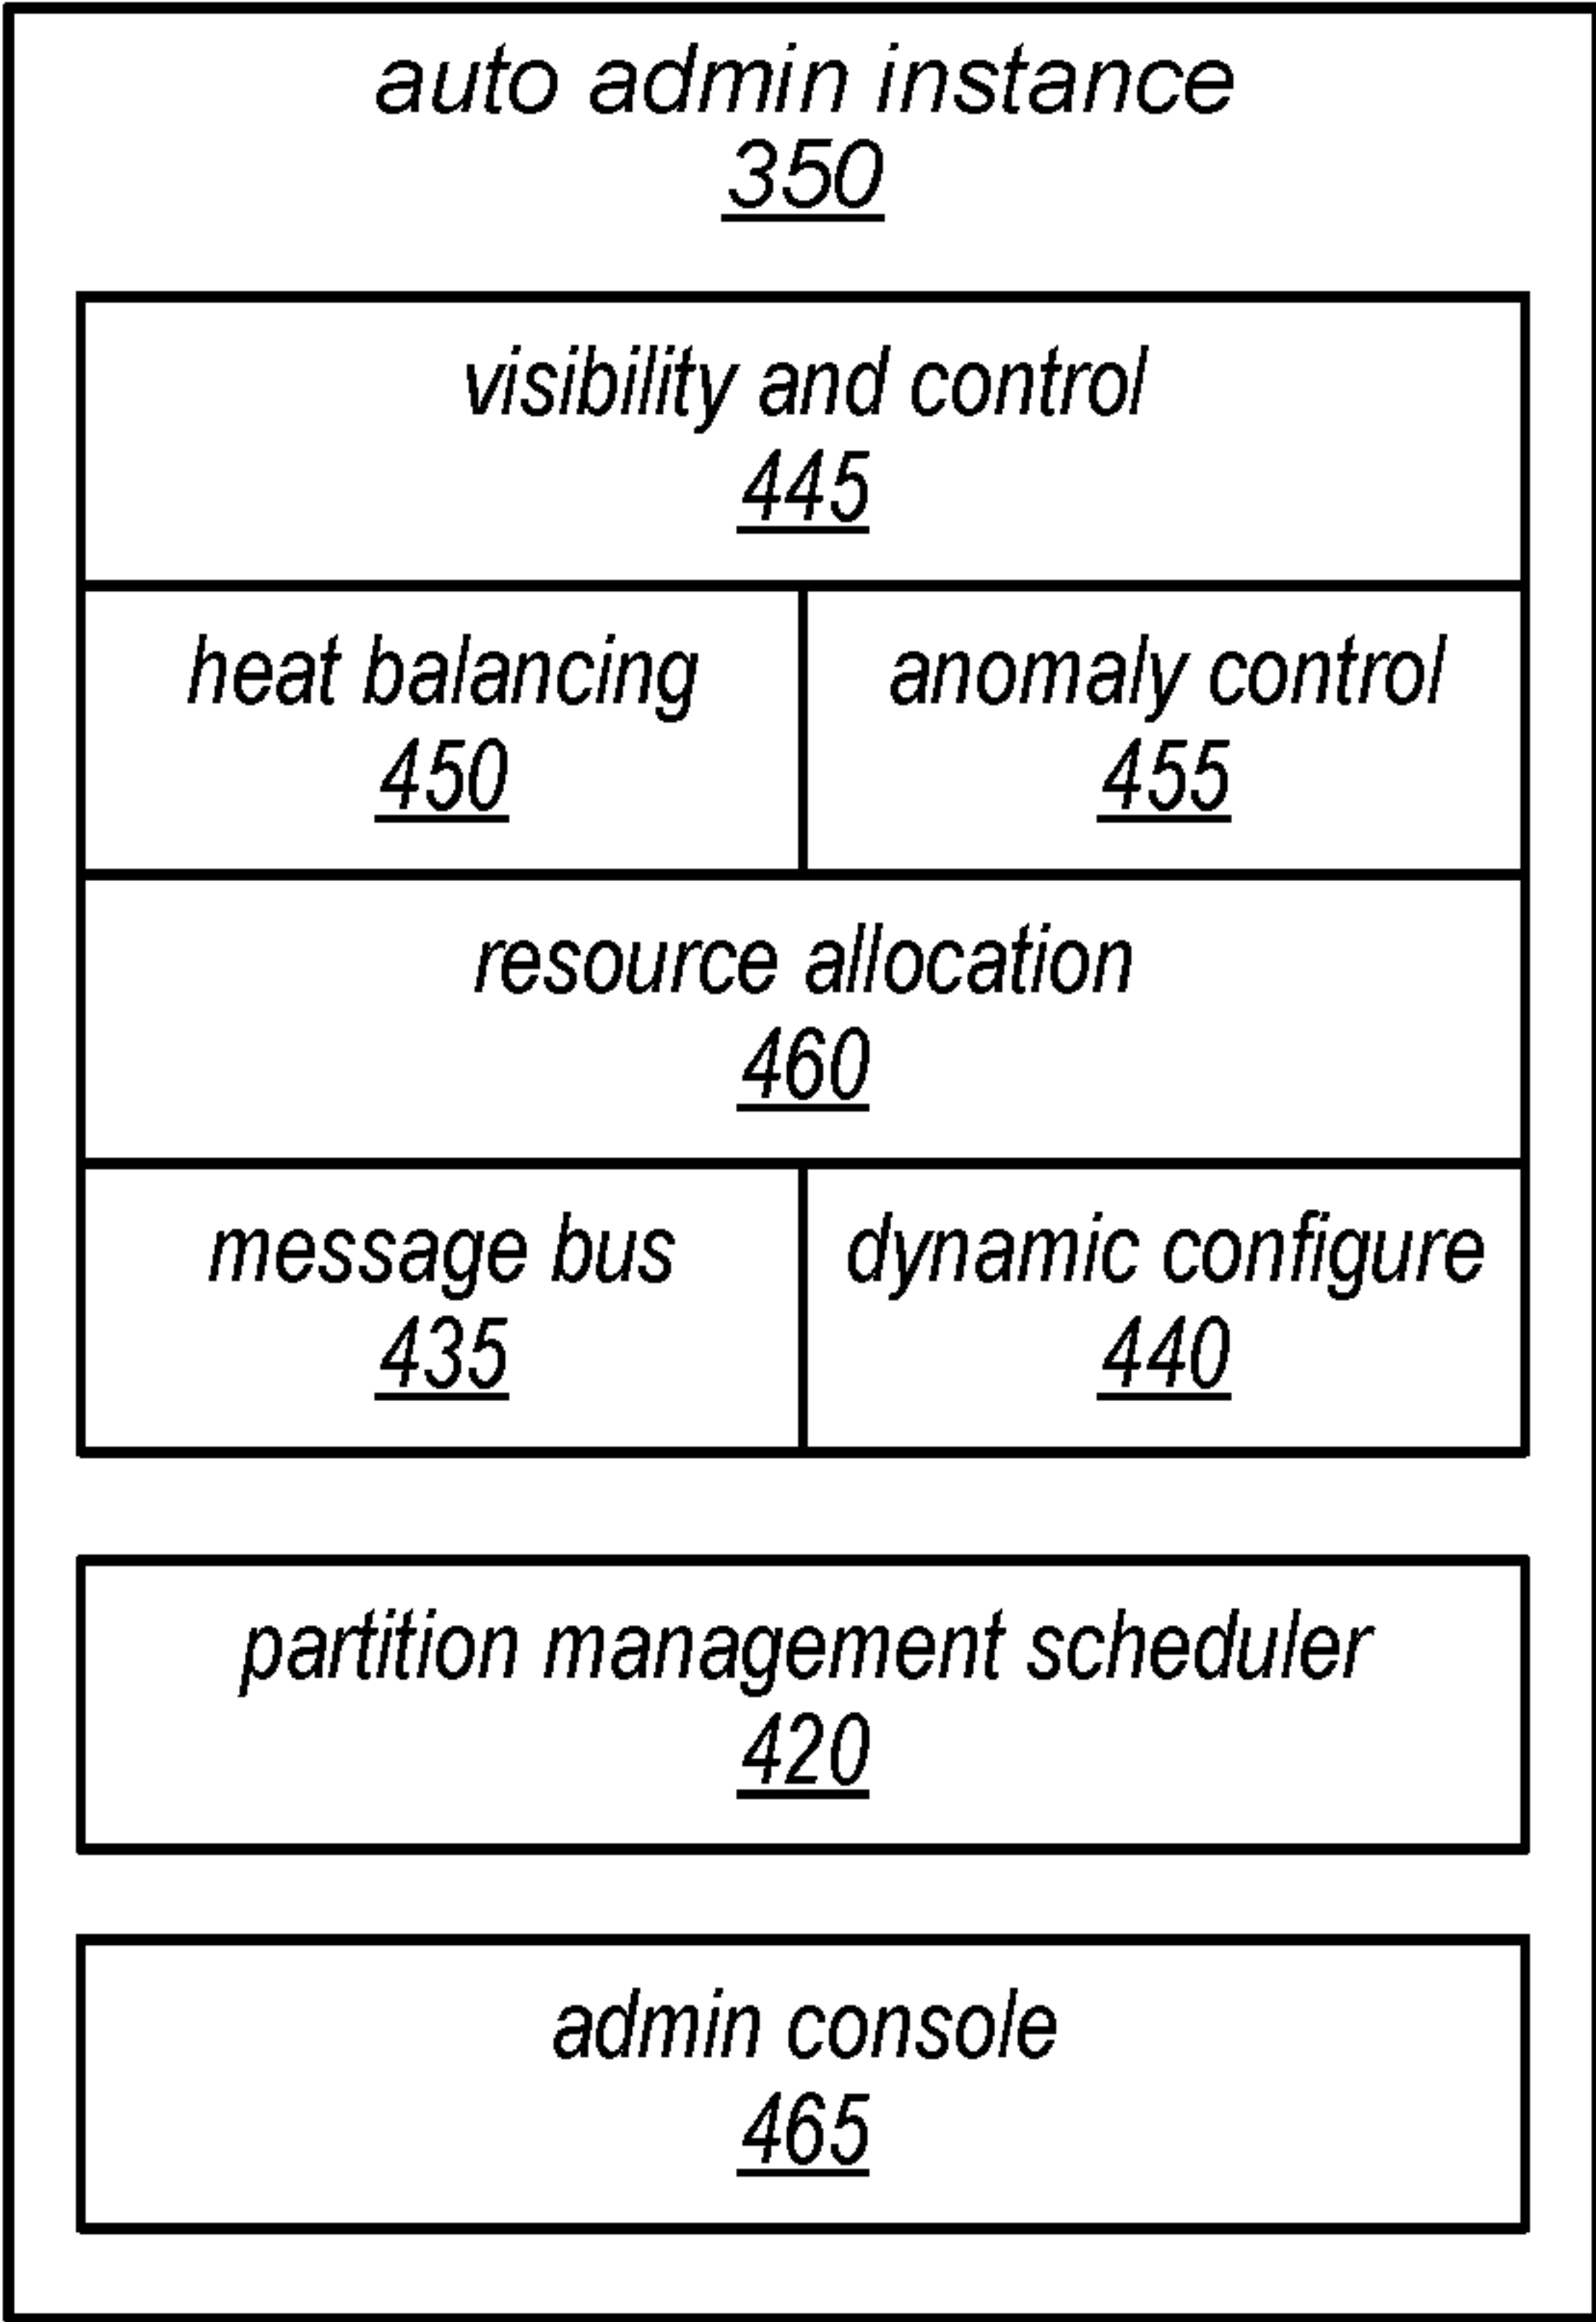 auto admin instance
350
visibility and control
445
heat balancing
450
anomaly control
455
resource allocation
460
message bus
435
dynamic configure
440
partition management scheduler
420
admin console
465